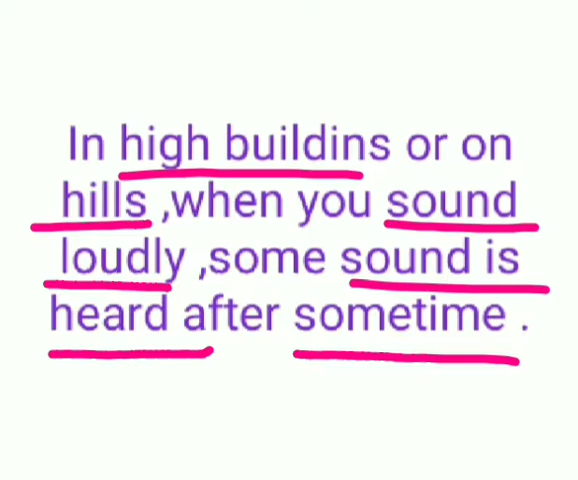 In high buildins or on
hills ,when you sound
loudly ,some sound is
heard after sometime .